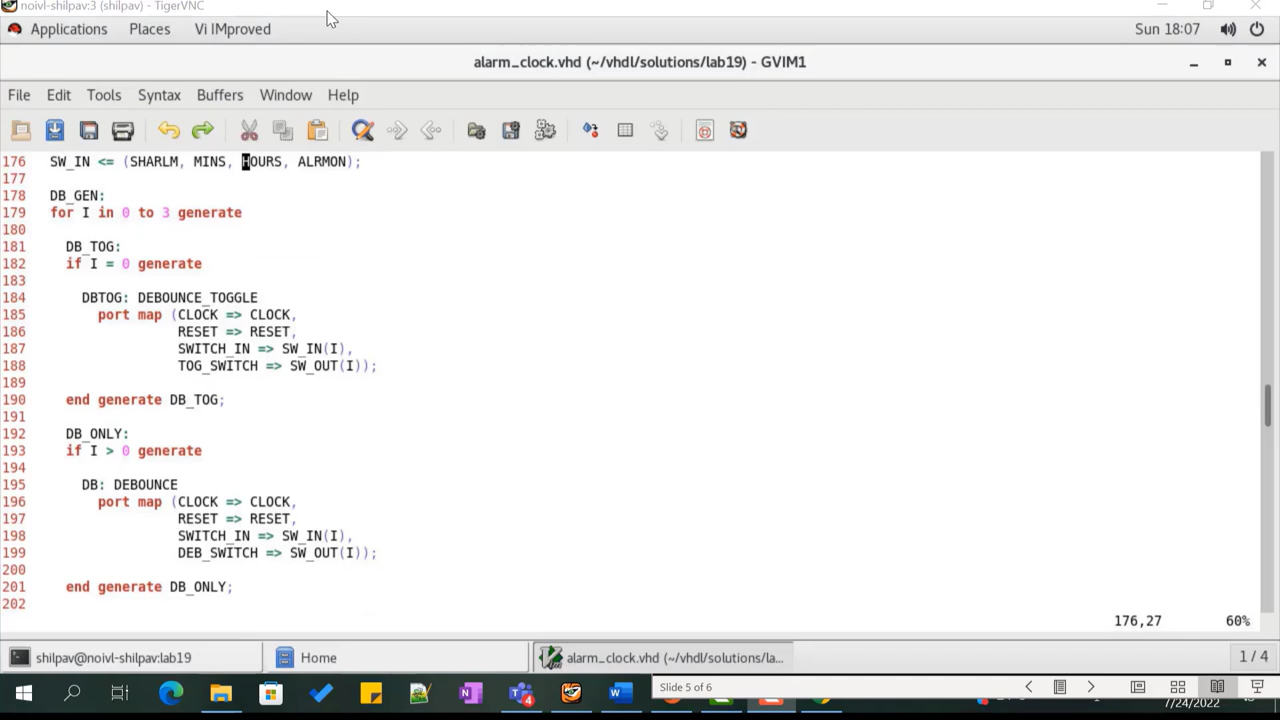 noivl-shilpav:3 (shilpav) - TigerVNC
Applications Places Vi IMproved Sun 18:07
alarm_clock.vhd (~/vhdl/solutions/lab19) - GVIM1
File Edit Tools Syntax Buffers Window Help
176 SW_IN <= (SHARLM, MINS, HOURS, ALRMON);
177
178 DB_GEN:
179 for I in 0 to 3 generate
180
181 DB_TOG:
182 if I = 0 generate
183
184 DBTOG: DEBOUNCE_TOGGLE
185 port map (CLOCK => CLOCK,
186 RESET => RESET,
187 SWITCH_IN => SW_IN(I),
188 TOG_SWITCH => SW_OUT(I));
189
190 end generate DB_TOG;
191
192 DB_ONLY:
193 if I > 0 generate
194
195 DB: DEBOUNCE
196 port map (CLOCK => CLOCK,
197 RESET => RESET,
198 SWITCH_IN => SW_IN(I),
199 DEB_SWITCH => SW_OUT(I));
200
201 end generate DB_ONLY;
202
176,27 60%
shilpav@noivl-shilpav:lab19 Home alarm_clock.vhd (~/vhdl/solutions/la... 1 / 4
Slide 5 of 6
7/24/2022